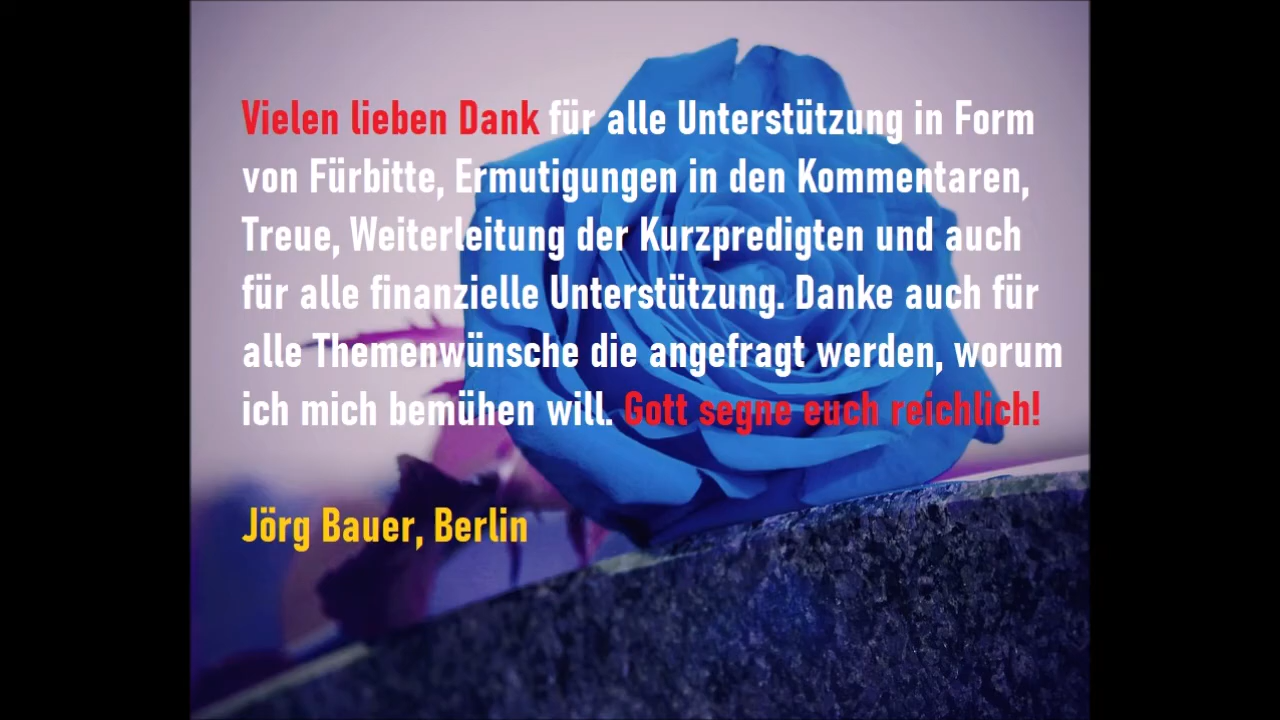 Vielen lieben Dank für alle Unterstützung in Form
von Fürbitte, Ermutigungen in den Kommentaren,
Treue, Weiterleitung der Kurzpredigten und auch
für alle finanzielle Unterstützung. Danke auch für
alle Themenwünsche die angefragt werden, worum
ich mich bemühen will. Gott segne euch reichlich!
Jörg Bauer, Berlin